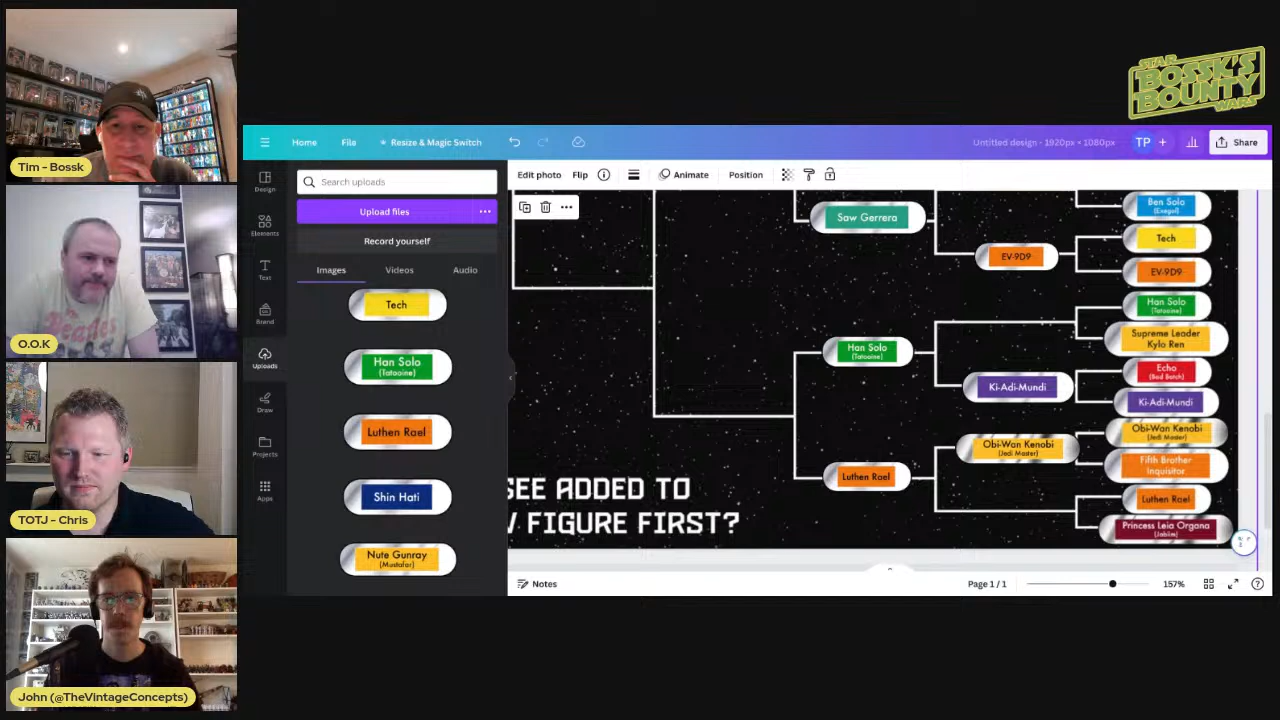 Tim - Bossk
O.O.K
TOTJ - Chris
John (@TheVintageConcepts)
STAR
BOSSK'S
BOUNTY
WARS
Home
File
Resize & Magic Switch
Untitled design - 1920px × 1080px
TP
+
Share
Design
Elements
Text
Brand
Uploads
Draw
Projects
Apps
Search uploads
Upload files
Record yourself
Images
Videos
Audio
Tech
Han Solo
(Tatooine)
Luthen Rael
Shin Hati
Nute Gunray
(Mustafar)
Edit photo
Flip
Animate
Position
Saw Gerrera
EV-9D9
Han Solo
(Tatooine)
Ki-Adi-Mundi
Obi-Wan Kenobi
(Jedi Master)
Luthen Rael
Ben Solo
(Exegol)
Tech
EV-9D9
Han Solo
(Tatooine)
Supreme Leader
Kylo Ren
Echo
(Bad Batch)
Ki-Adi-Mundi
Obi-Wan Kenobi
(Jedi Master)
Fifth Brother
Inquisitor
Luthen Rael
Princess Leia Organa
(Jabiim)
SEE ADDED TO
FIGURE FIRST?
Notes
Page 1 / 1
157%